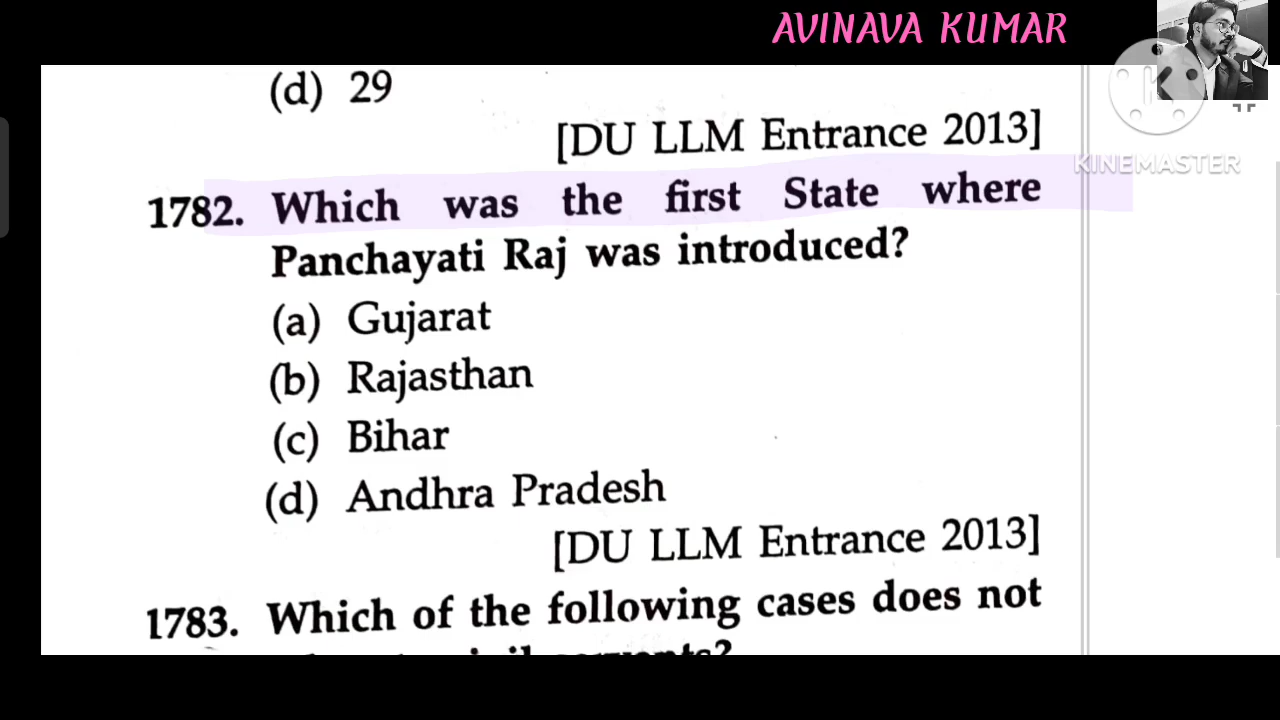 AVINAVA KUMAR
(d) 29
[DU LLM Entrance 2013]
KINEMASTER
1782. Which was the first State where
Panchayati Raj was introduced?
(a) Gujarat
(b) Rajasthan
(c) Bihar
(d) Andhra Pradesh
[DU LLM Entrance 2013]
1783. Which of the following cases does not